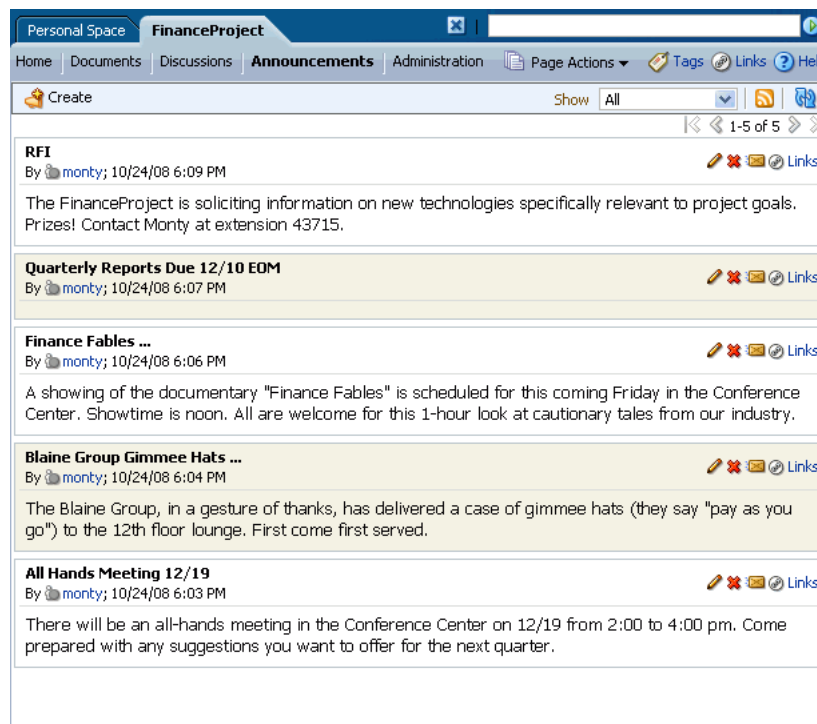 Personal Space FinanceProject
Home Documents Discussions Announcements Administration Page Actions Tags Links
Create Show All
1-5 of 5
RFI
By monty; 10/24/08 6:09 PM Links
The FinanceProject is soliciting information on new technologies specifically relevant to project goals.
Prizes! Contact Monty at extension 43715.
Quarterly Reports Due 12/10 EOM
By monty; 10/24/08 6:07 PM Links
Finance Fables ...
By monty; 10/24/08 6:06 PM Links
A showing of the documentary "Finance Fables" is scheduled for this coming Friday in the Conference
Center. Showtime is noon. All are welcome for this 1-hour look at cautionary tales from our industry.
Blaine Group Gimmee Hats ...
By monty; 10/24/08 6:04 PM Links
The Blaine Group, in a gesture of thanks, has delivered a case of gimmee hats (they say "pay as you
go") to the 12th floor lounge. First come first served.
All Hands Meeting 12/19
By monty; 10/24/08 6:03 PM Links
There will be an all-hands meeting in the Conference Center on 12/19 from 2:00 to 4:00 pm. Come
prepared with any suggestions you want to offer for the next quarter.